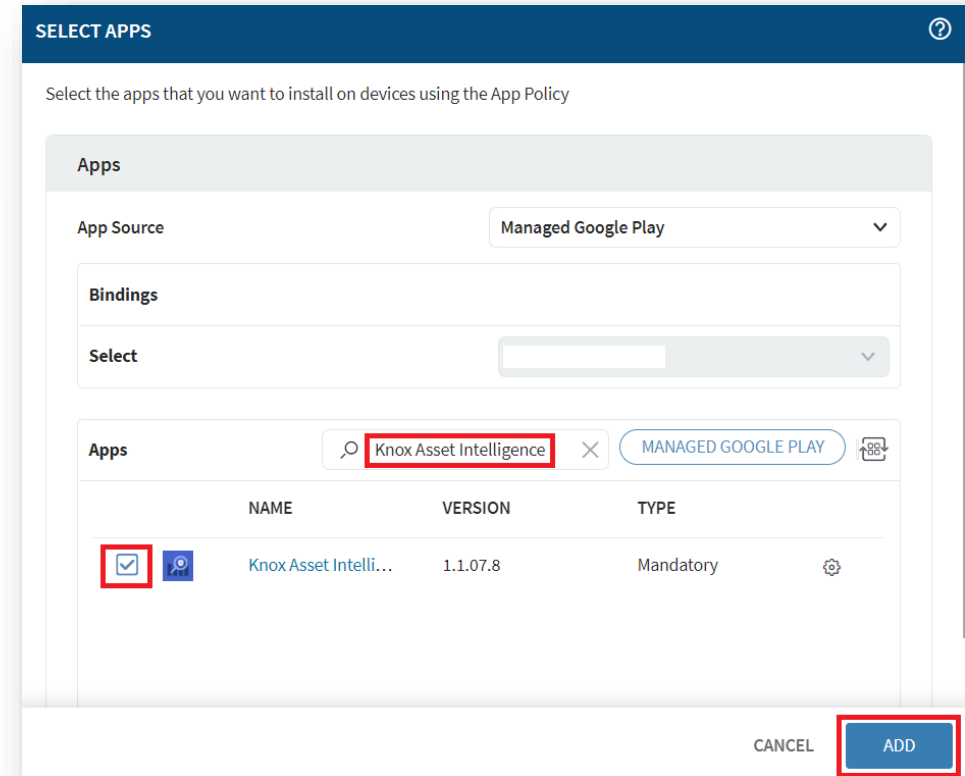 SELECT APPS
Select the apps that you want to install on devices using the App Policy
Apps
App Source
Managed Google Play
Bindings
Select
Apps
Knox Asset Intelligence
MANAGED GOOGLE PLAY
NAME VERSION TYPE
Knox Asset Intelli... 1.1.07.8 Mandatory
CANCEL ADD